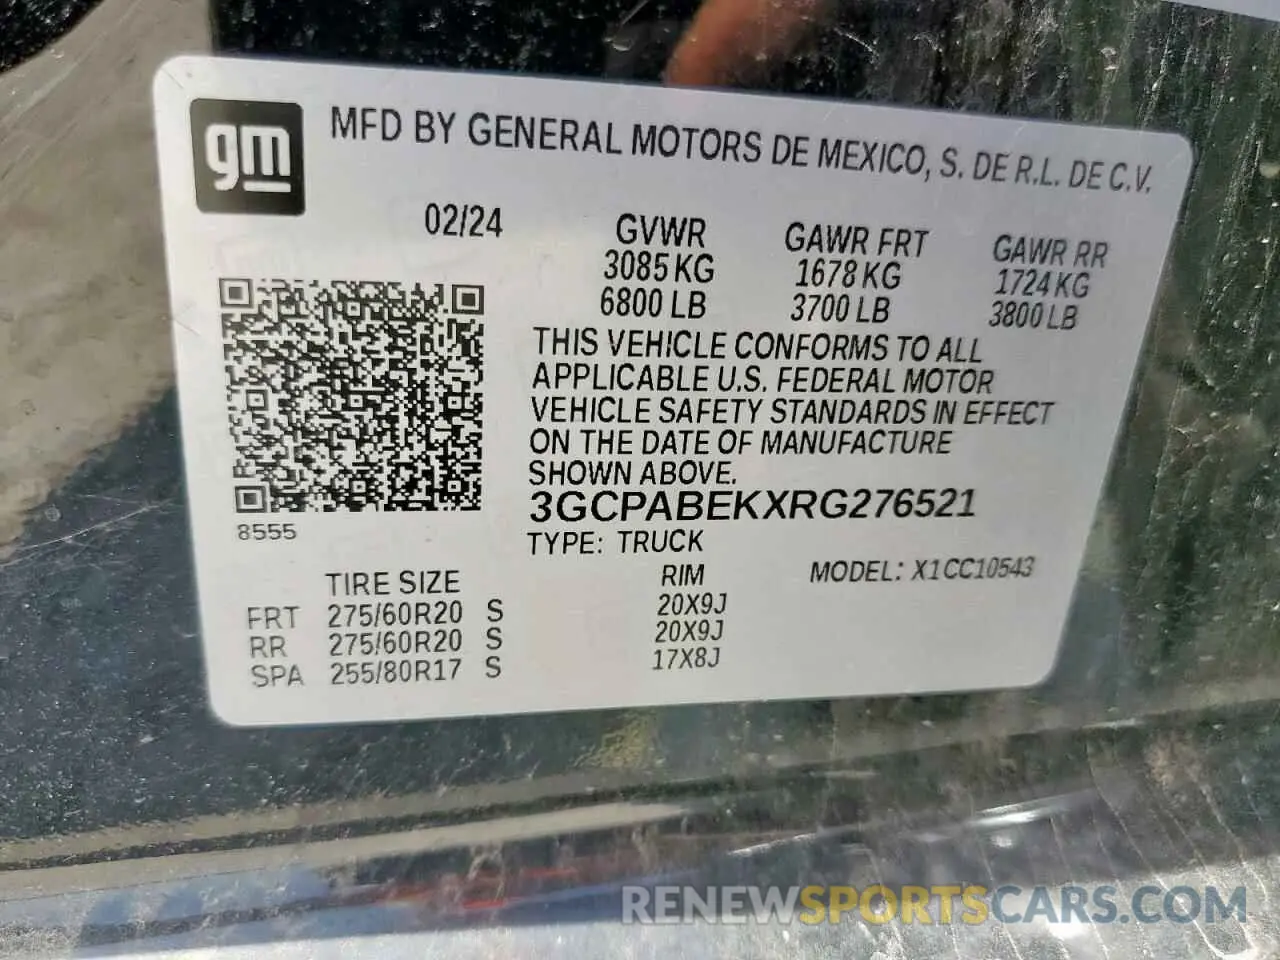 gm
MFD BY GENERAL MOTORS DE MEXICO, S. DE R.L. DE C.V.
02/24
GVWR GAWR FRT GAWR RR
3085 KG 1678 KG 1724 KG
6800 LB 3700 LB 3800 LB
THIS VEHICLE CONFORMS TO ALL
APPLICABLE U.S. FEDERAL MOTOR
VEHICLE SAFETY STANDARDS IN EFFECT
ON THE DATE OF MANUFACTURE
SHOWN ABOVE.
3GCPABEKXRG276521
8555
TYPE: TRUCK
MODEL: X1CC10543
TIRE SIZE RIM
FRT 275/60R20 S 20X9J
RR 275/60R20 S 20X9J
SPA 255/80R17 S 17X8J
RENEWSPORTSCARS.COM